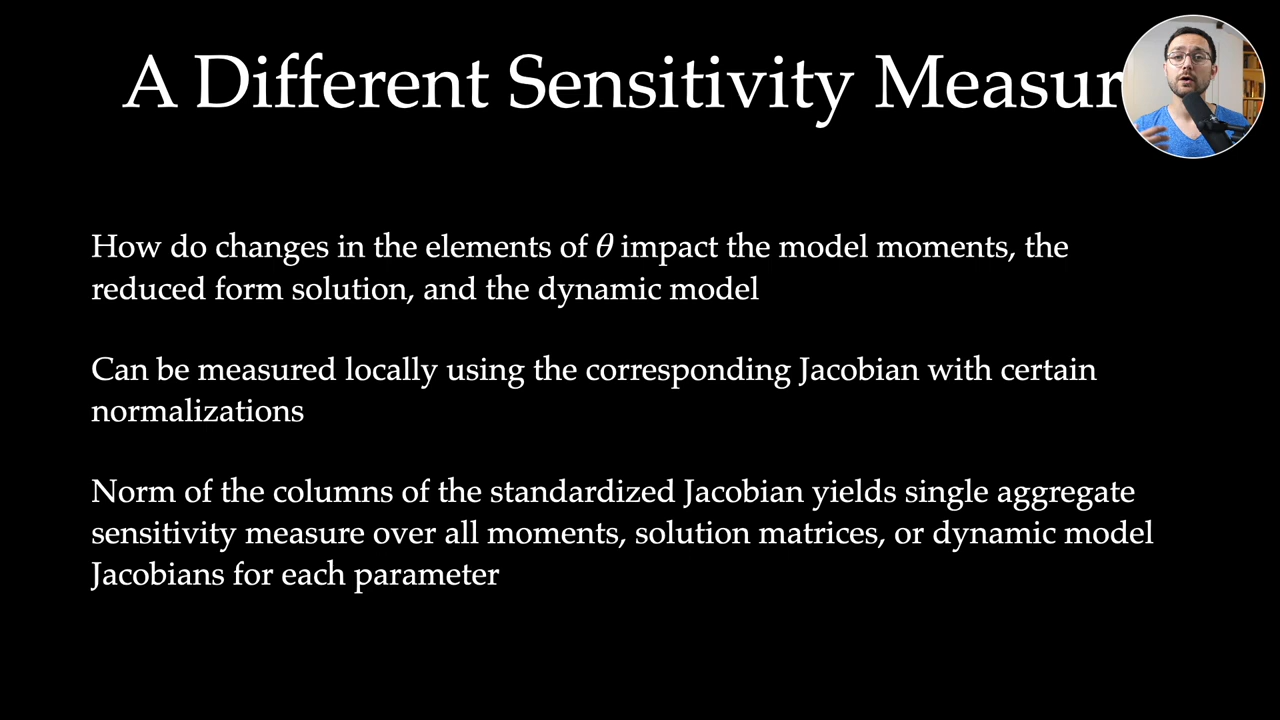 A Different Sensitivity Measur
How do changes in the elements of θ impact the model moments, the
reduced form solution, and the dynamic model
Can be measured locally using the corresponding Jacobian with certain
normalizations
Norm of the columns of the standardized Jacobian yields single aggregate
sensitivity measure over all moments, solution matrices, or dynamic model
Jacobians for each parameter